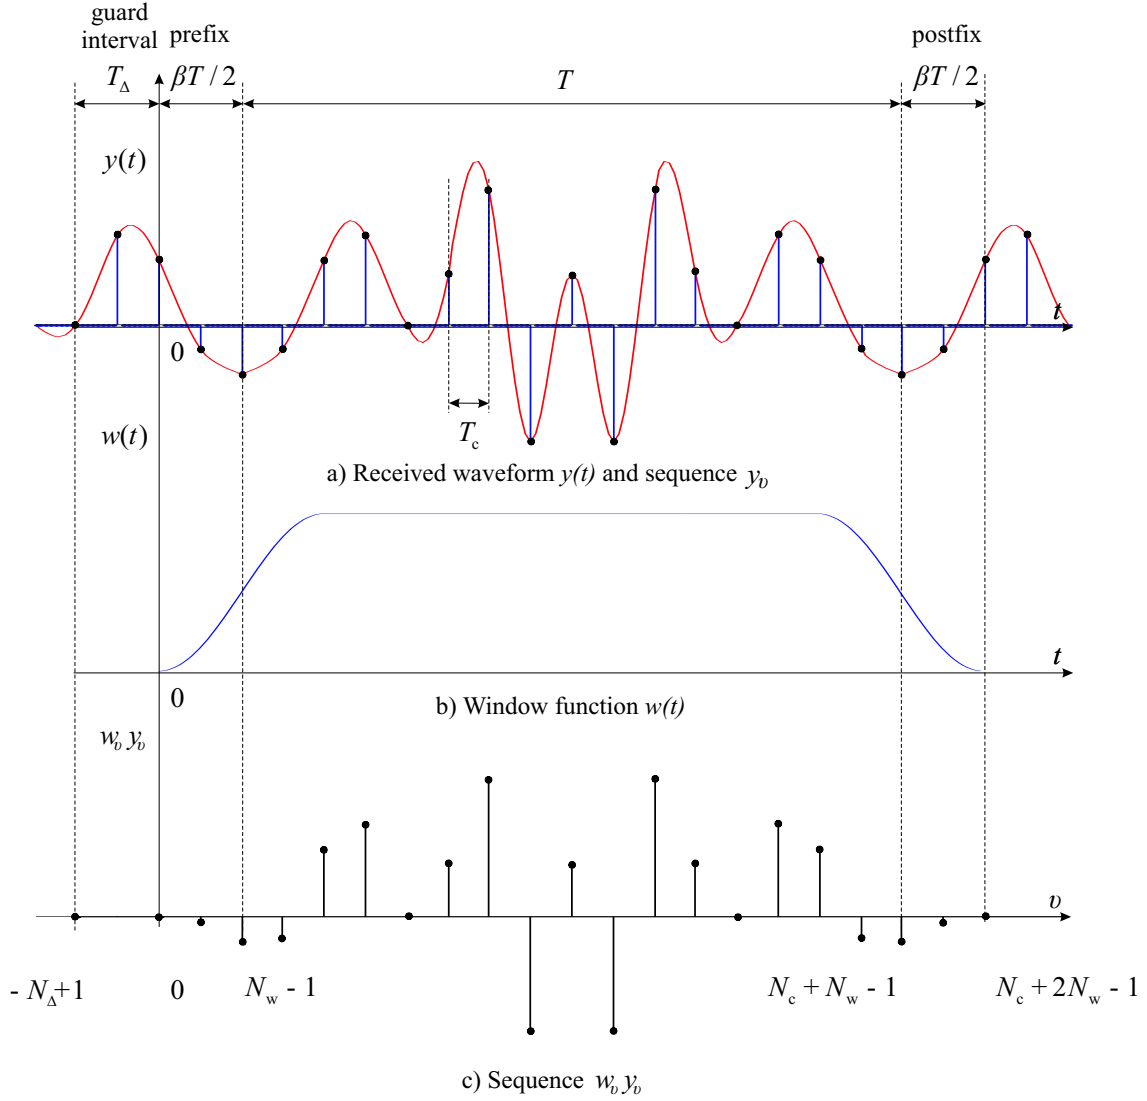 guard
interval prefix postfix
T_Δ βT / 2 T βT / 2
y(t)
t
0
T_c
w(t)
a) Received waveform y(t) and sequence y_υ
t
0
b) Window function w(t)
w_υ y_υ
υ
- N_Δ+1 0 N_w - 1 N_c + N_w - 1 N_c + 2N_w - 1
c) Sequence w_υ y_υ